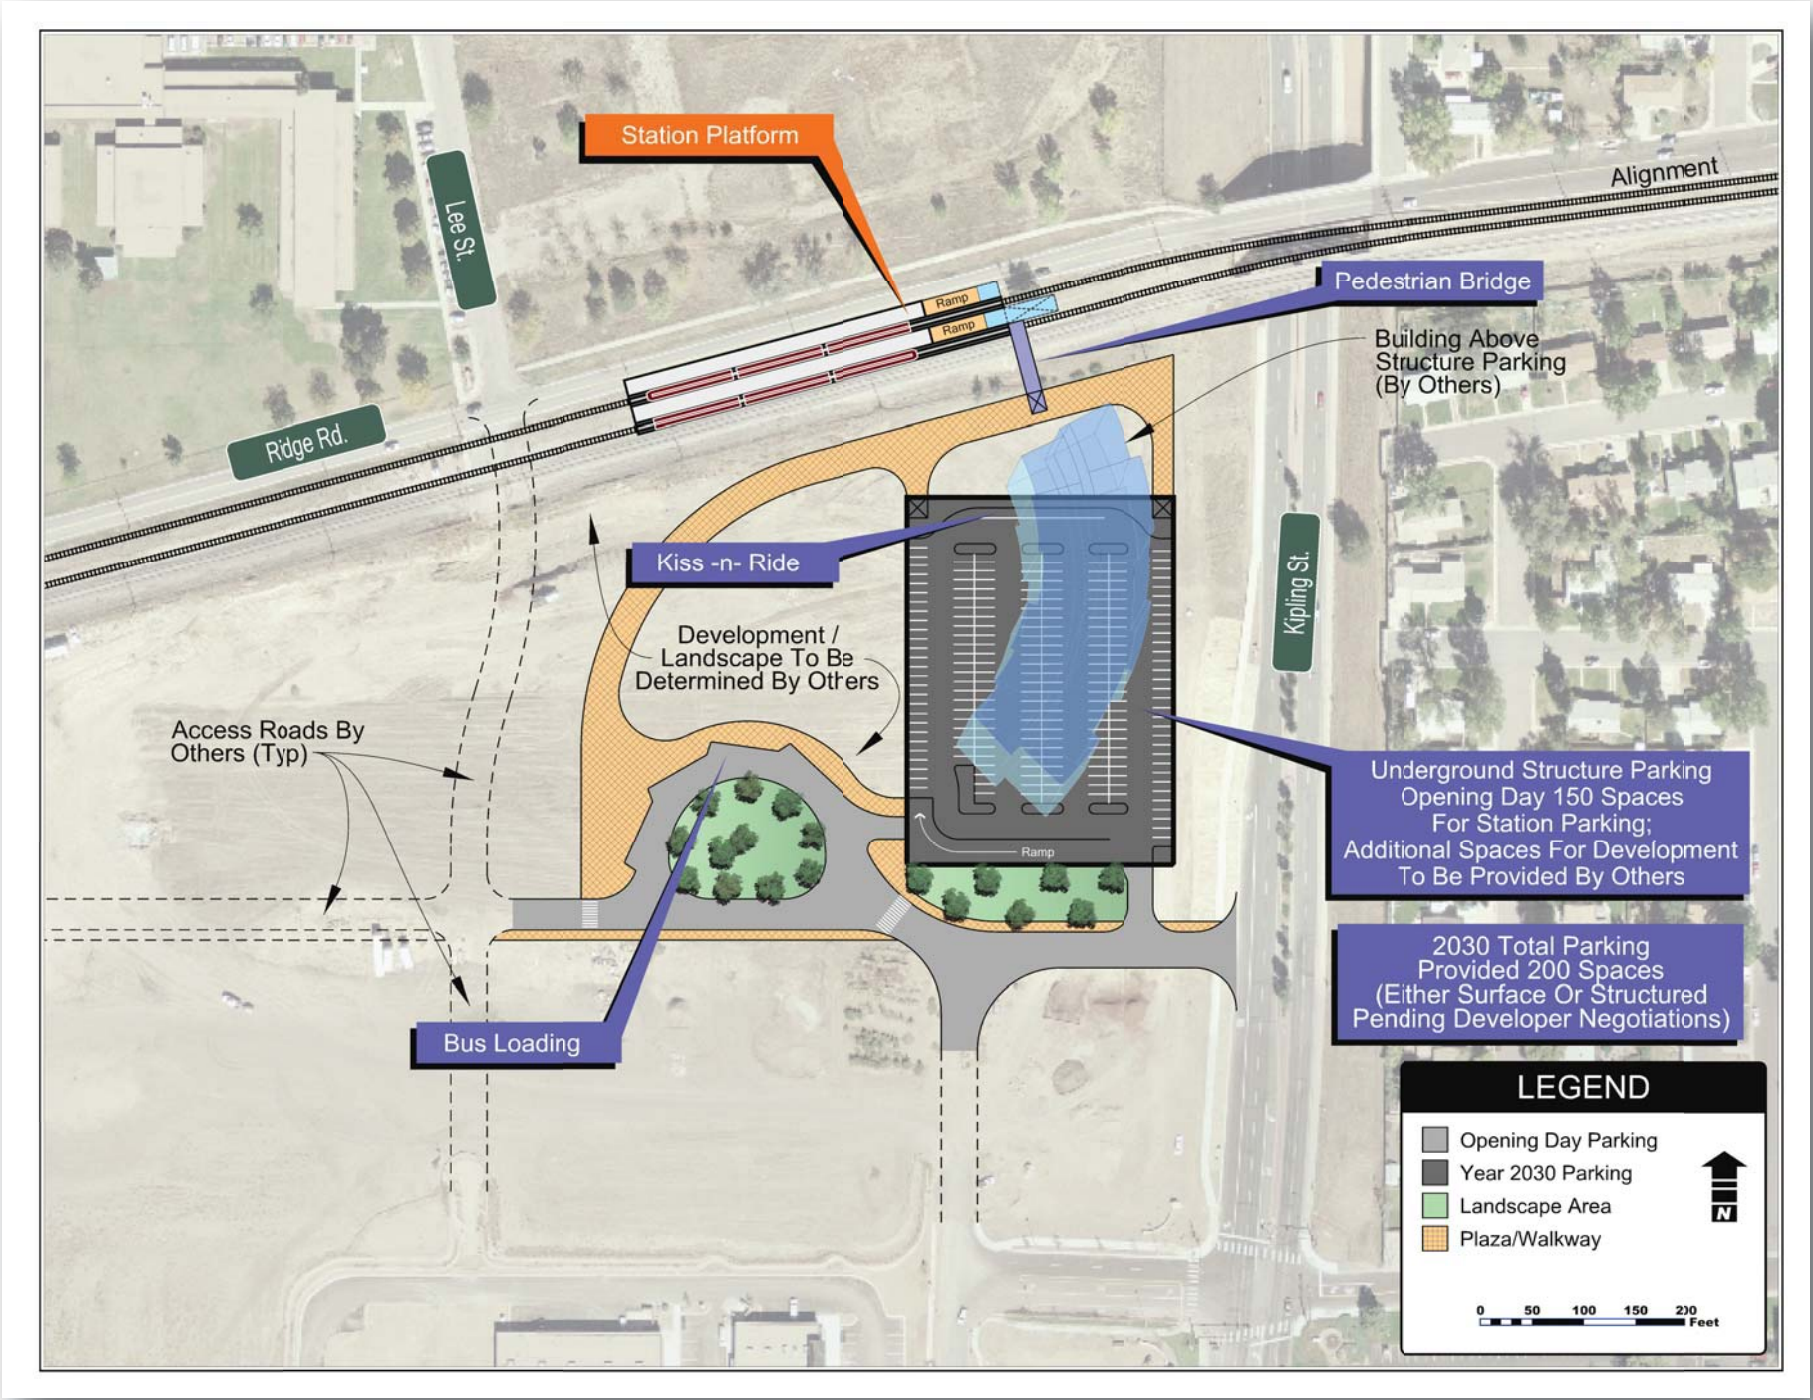 Station Platform
Lee St.
Alignment
Ramp
Ramp
Pedestrian Bridge
Building Above
Structure Parking
(By Others)
Ridge Rd.
Kiss -n- Ride
Kipling St.
Development /
Landscape To Be
Determined By Others
Access Roads By
Others (Typ)
Underground Structure Parking
Opening Day 150 Spaces
For Station Parking;
Additional Spaces For Development
To Be Provided By Others
Ramp
2030 Total Parking
Provided 200 Spaces
(Either Surface Or Structured
Pending Developer Negotiations)
Bus Loading
LEGEND
Opening Day Parking
Year 2030 Parking
Landscape Area
Plaza/Walkway
N
0 50 100 150 200
Feet